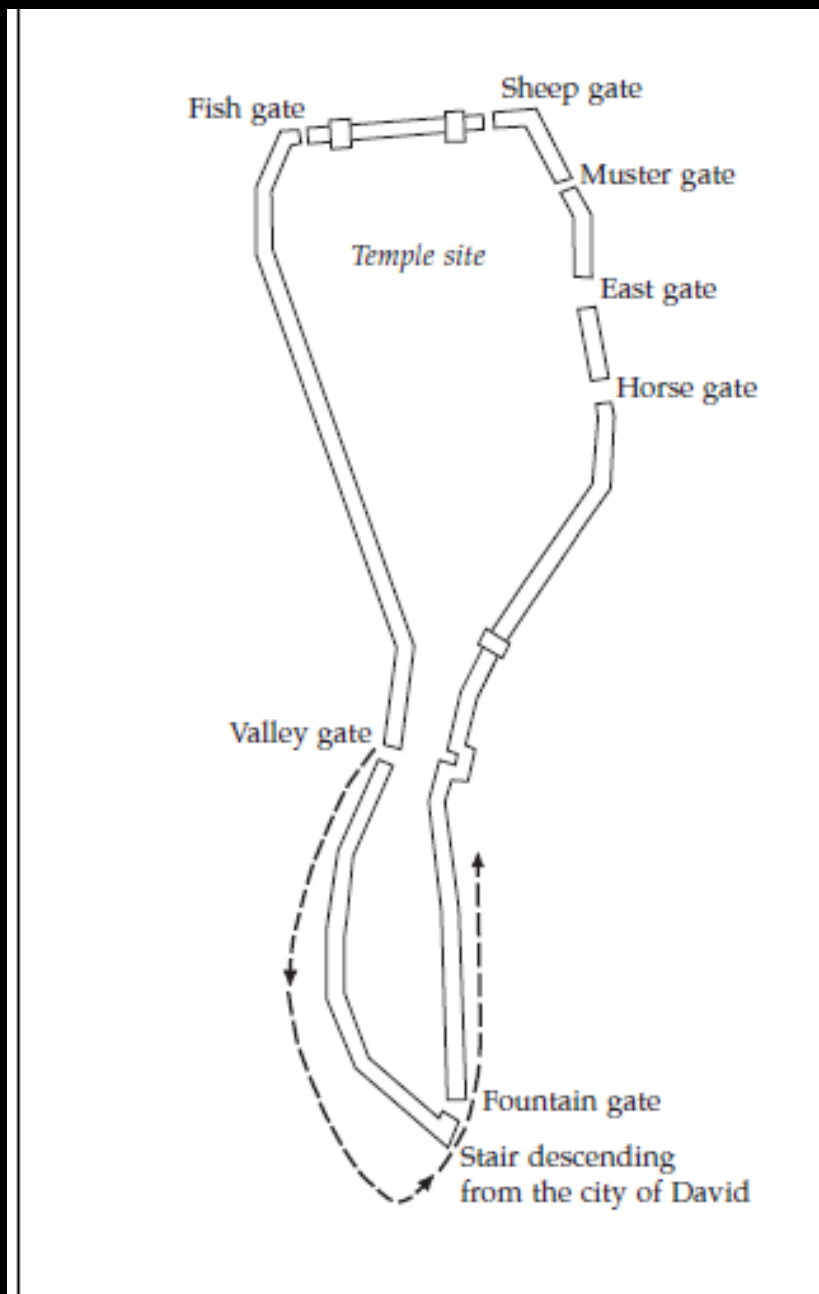 Sheep gate
Fish gate
Muster gate
Temple site
East gate
Horse gate
Valley gate
Fountain gate
Stair descending
from the city of David